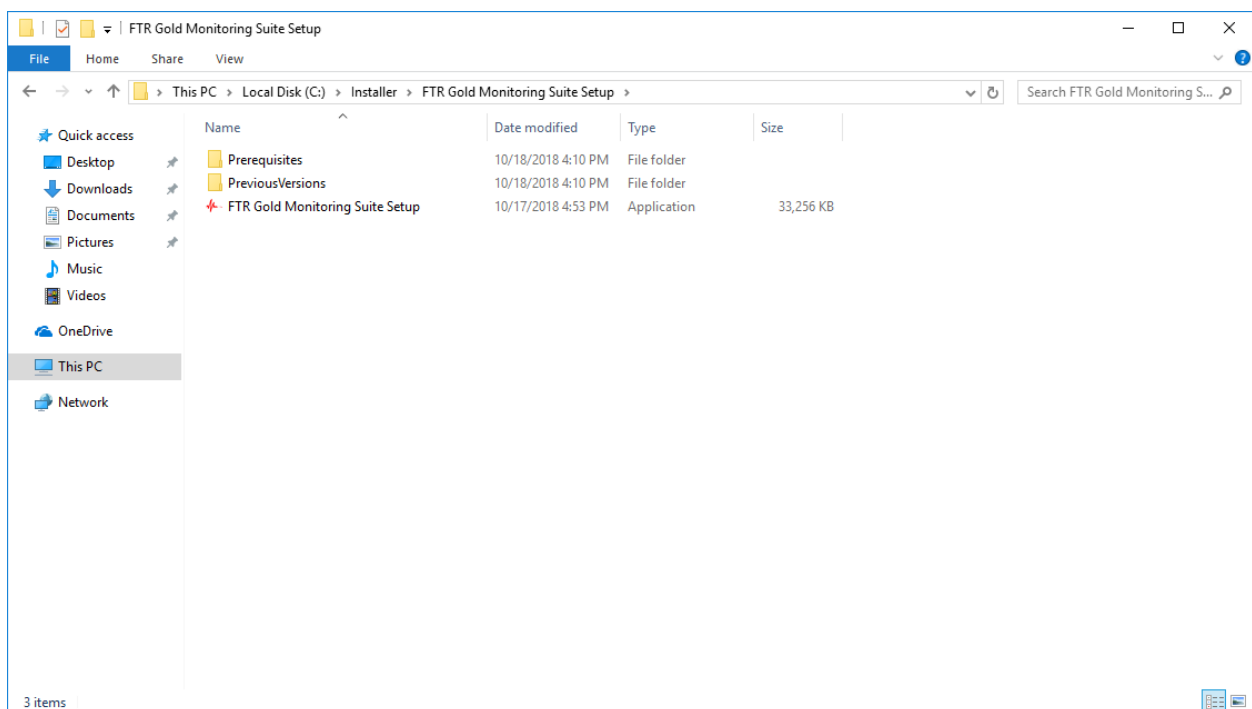 FTR Gold Monitoring Suite Setup
File Home Share View
This PC Local Disk (C:) Installer FTR Gold Monitoring Suite Setup
Search FTR Gold Monitoring S...
Quick access
Desktop
Downloads
Documents
Pictures
Music
Videos
OneDrive
This PC
Network
Name Date modified Type Size
Prerequisites 10/18/2018 4:10 PM File folder
PreviousVersions 10/18/2018 4:10 PM File folder
FTR Gold Monitoring Suite Setup 10/17/2018 4:53 PM Application 33,256 KB
3 items